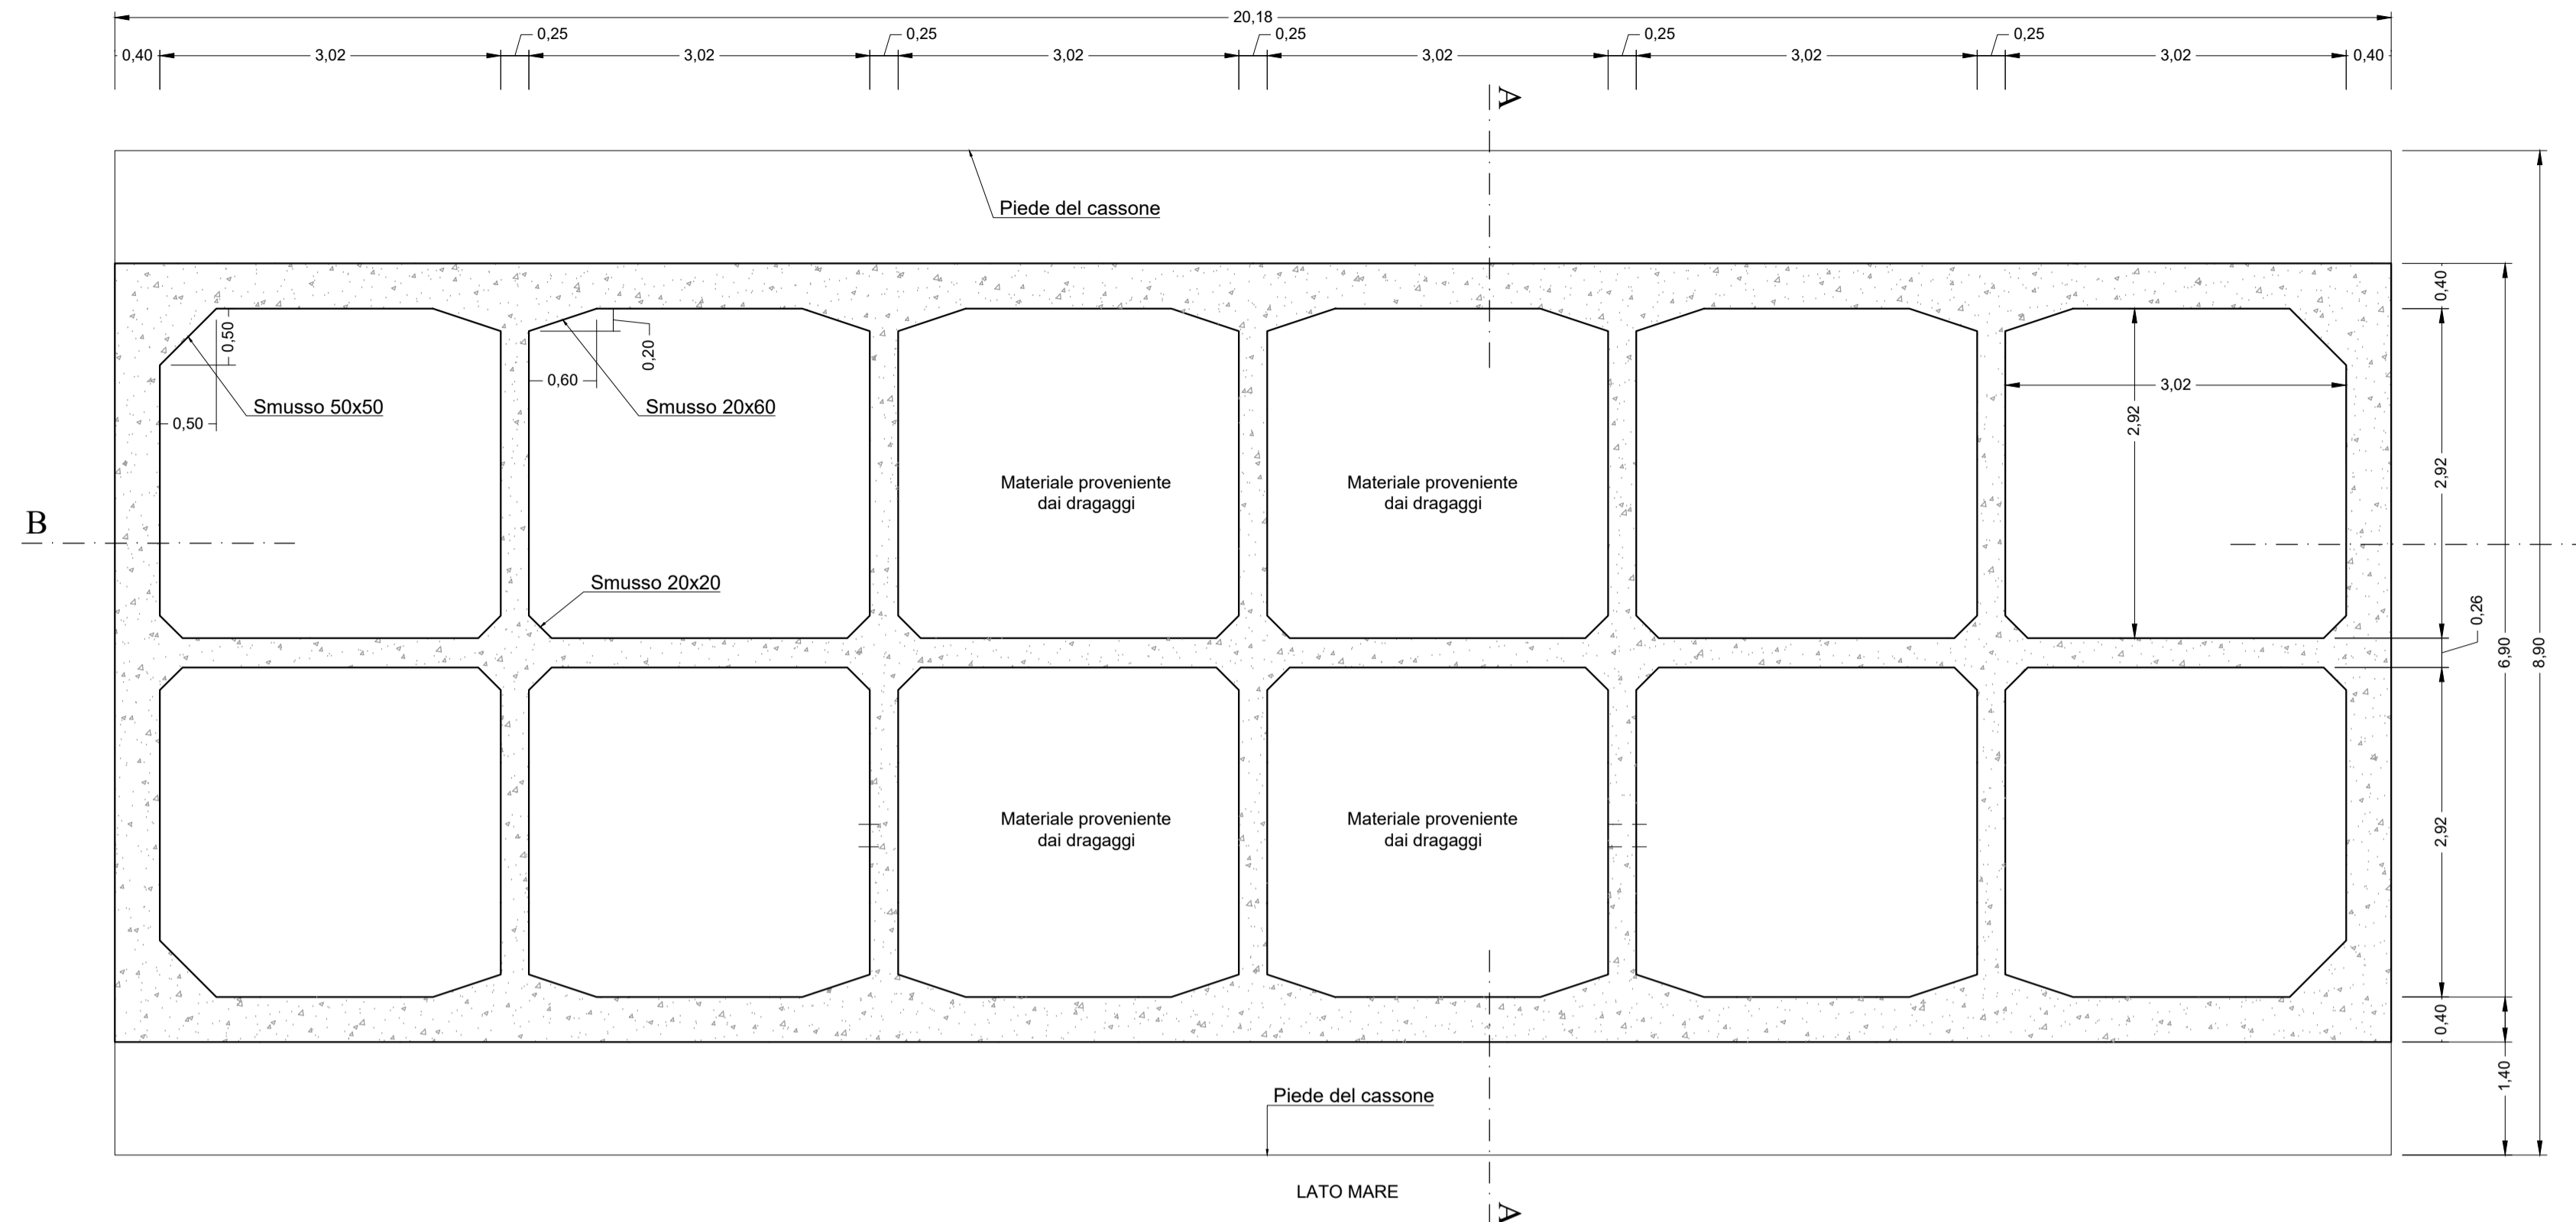 20,18
0,25
0,25
0,25
0,25
0,25
0,40
3,02
3,02
3,02
3,02
3,02
3,02
0,40
A
Piede del cassone
0,40
0,50
0,20
0,60
3,02
Smusso 50x50
Smusso 20x60
2,92
0,50
2,92
Materiale proveniente
dai dragaggi
Materiale proveniente
dai dragaggi
B
Smusso 20x20
0,26
6,90
8,90
Materiale proveniente
dai dragaggi
Materiale proveniente
dai dragaggi
2,92
0,40
1,40
Piede del cassone
LATO MARE
A